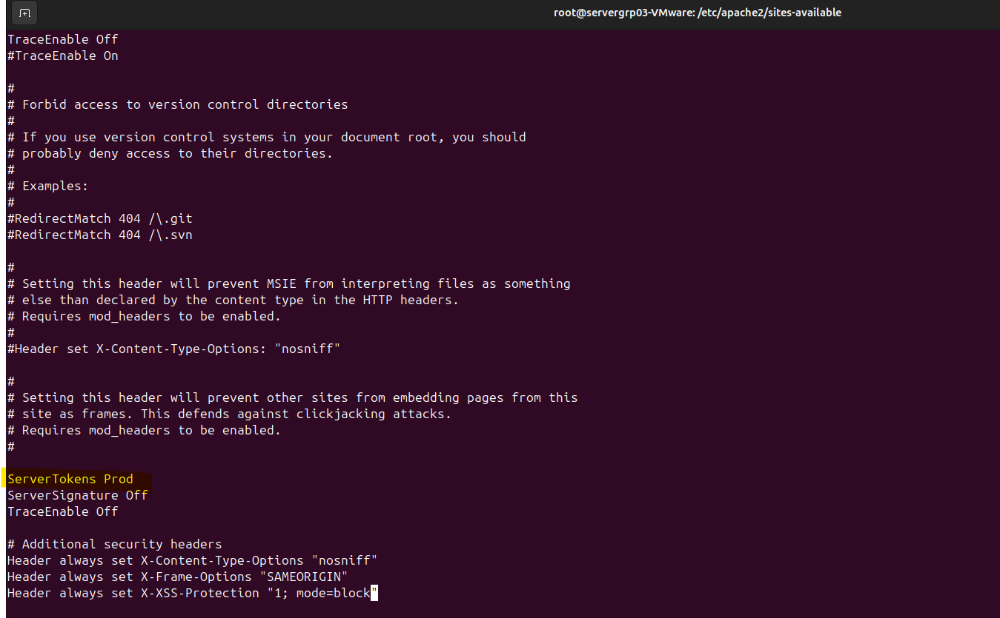 root@servergrp03-VMware: /etc/apache2/sites-available
TraceEnable Off
#TraceEnable On
#
# Forbid access to version control directories
#
# If you use version control systems in your document root, you should
# probably deny access to their directories.
#
# Examples:
#
#RedirectMatch 404 /\.git
#RedirectMatch 404 /\.svn
#
# Setting this header will prevent MSIE from interpreting files as something
# else than declared by the content type in the HTTP headers.
# Requires mod_headers to be enabled.
#
#Header set X-Content-Type-Options: "nosniff"
#
# Setting this header will prevent other sites from embedding pages from this
# site as frames. This defends against clickjacking attacks.
# Requires mod_headers to be enabled.
#
ServerTokens Prod
ServerSignature Off
TraceEnable Off
# Additional security headers
Header always set X-Content-Type-Options "nosniff"
Header always set X-Frame-Options "SAMEORIGIN"
Header always set X-XSS-Protection "1; mode=block"